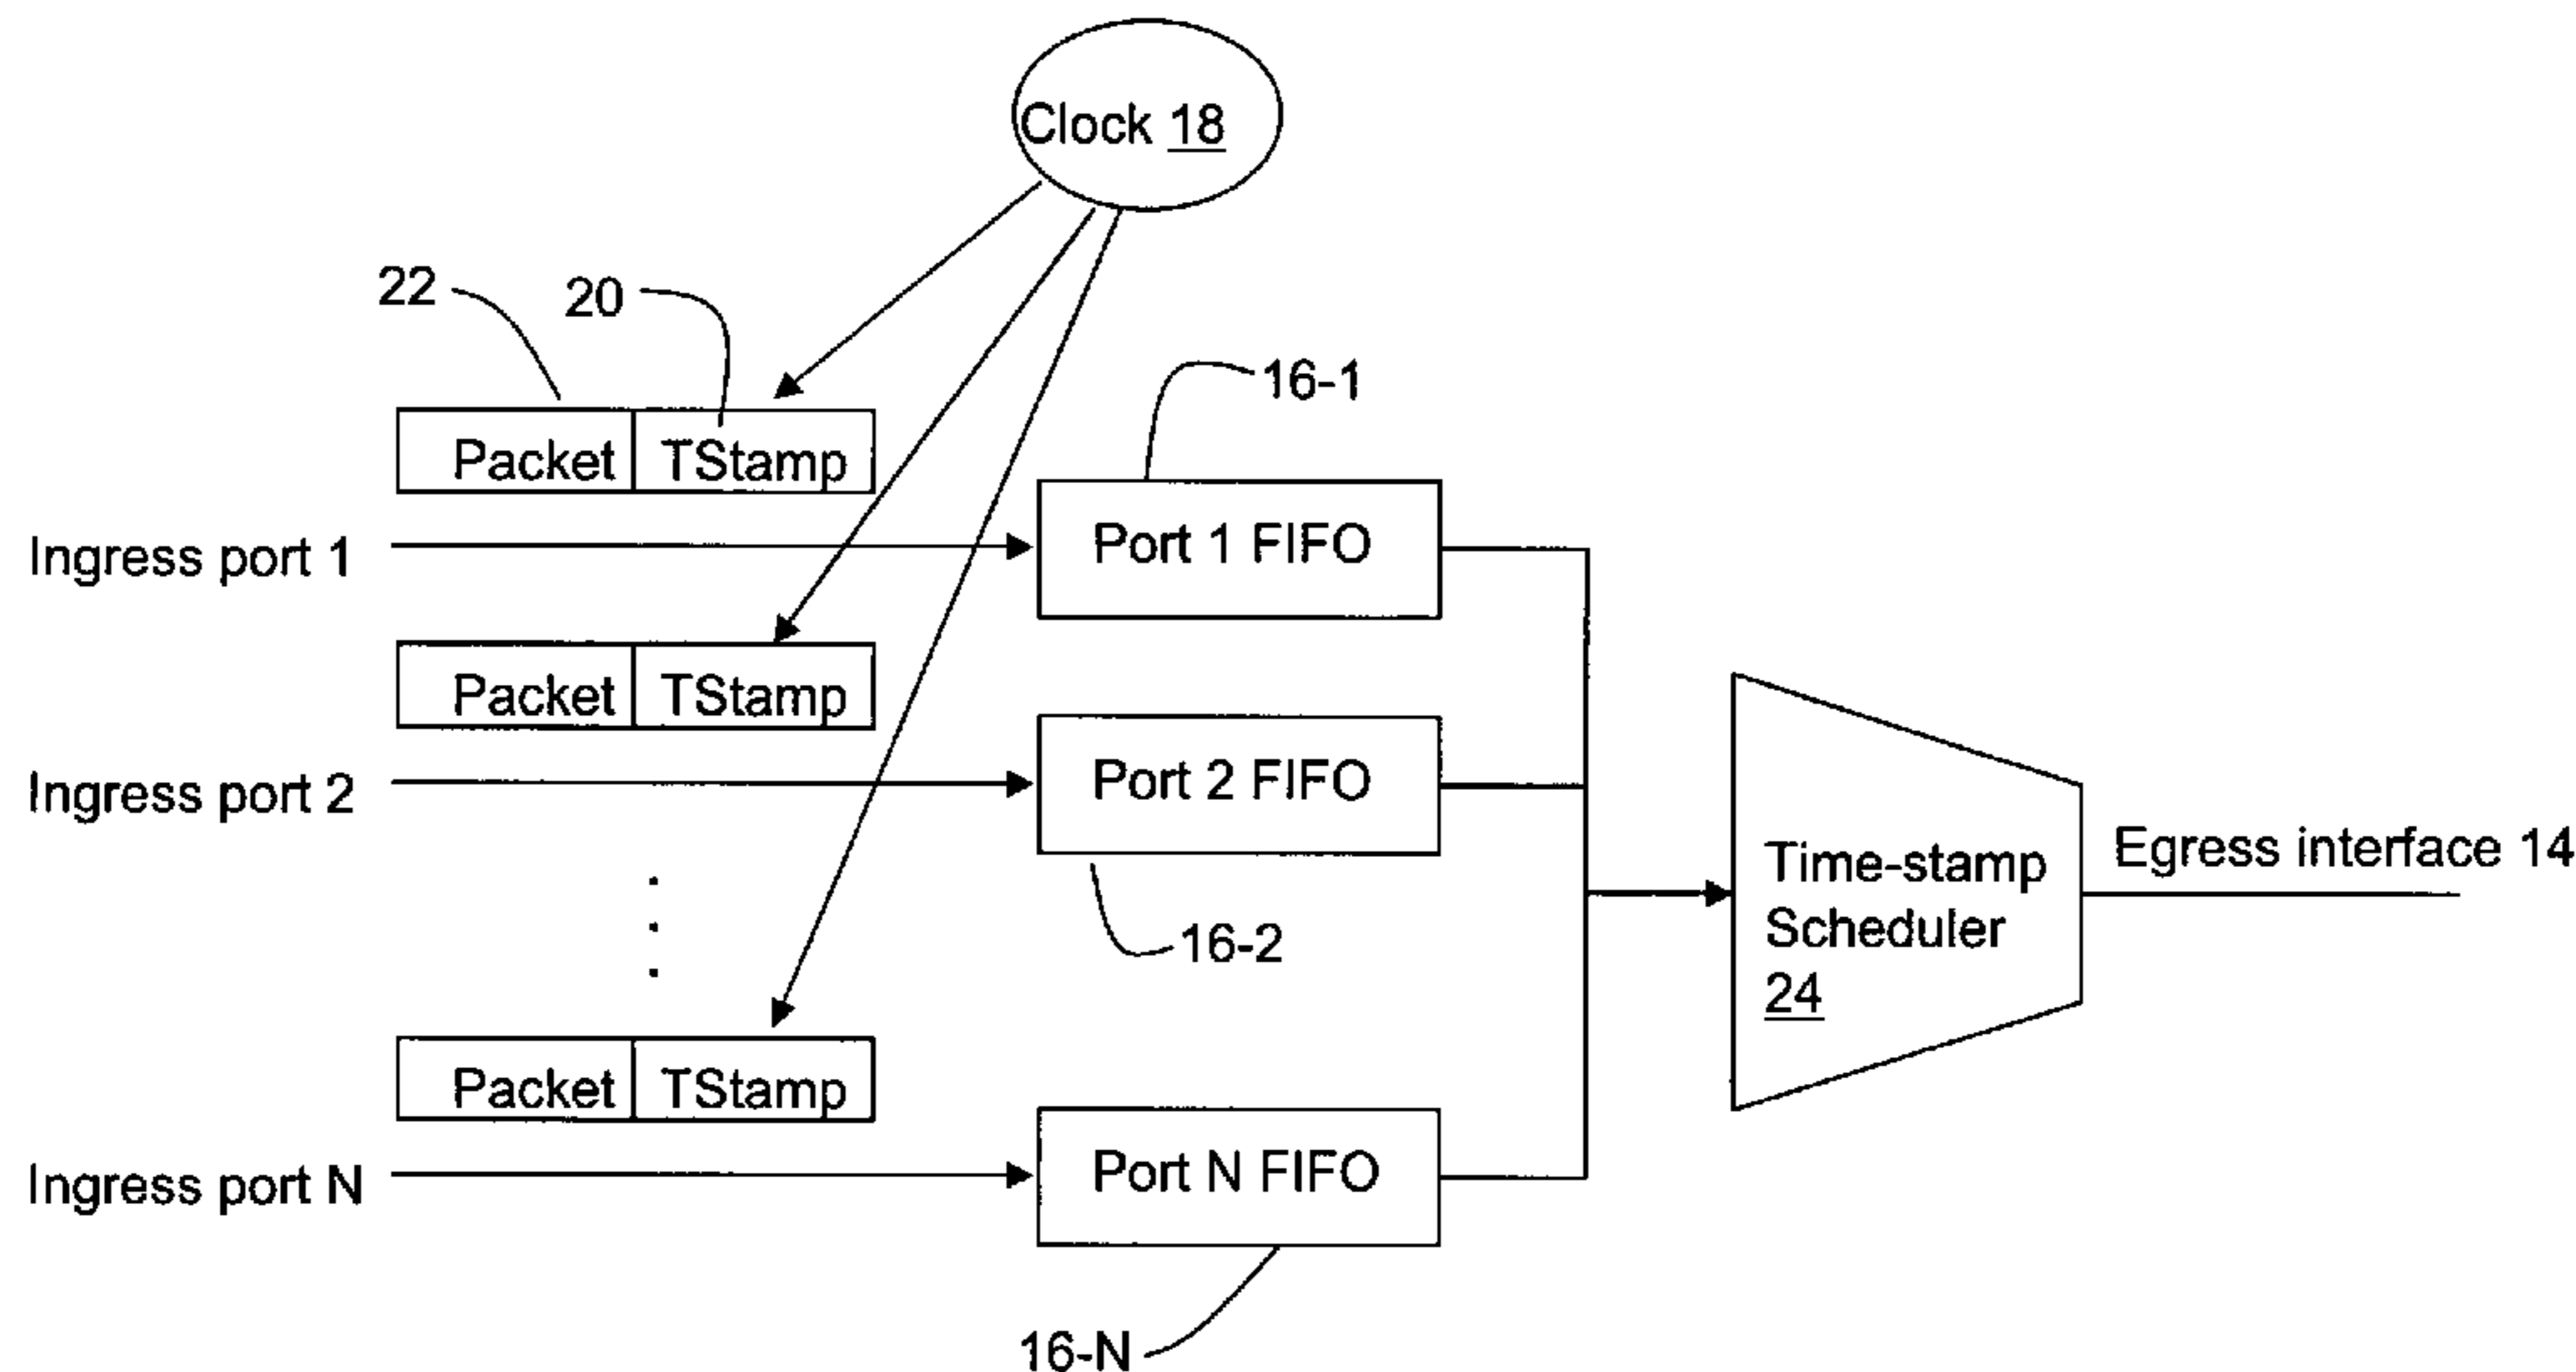 Clock 18
22
20
16-1
Packet TStamp
Ingress port 1
Port 1 FIFO
Packet TStamp
Ingress port 2
Port 2 FIFO
16-2
Time-stamp
Scheduler
24
Egress interface 14
Packet TStamp
Ingress port N
Port N FIFO
16-N